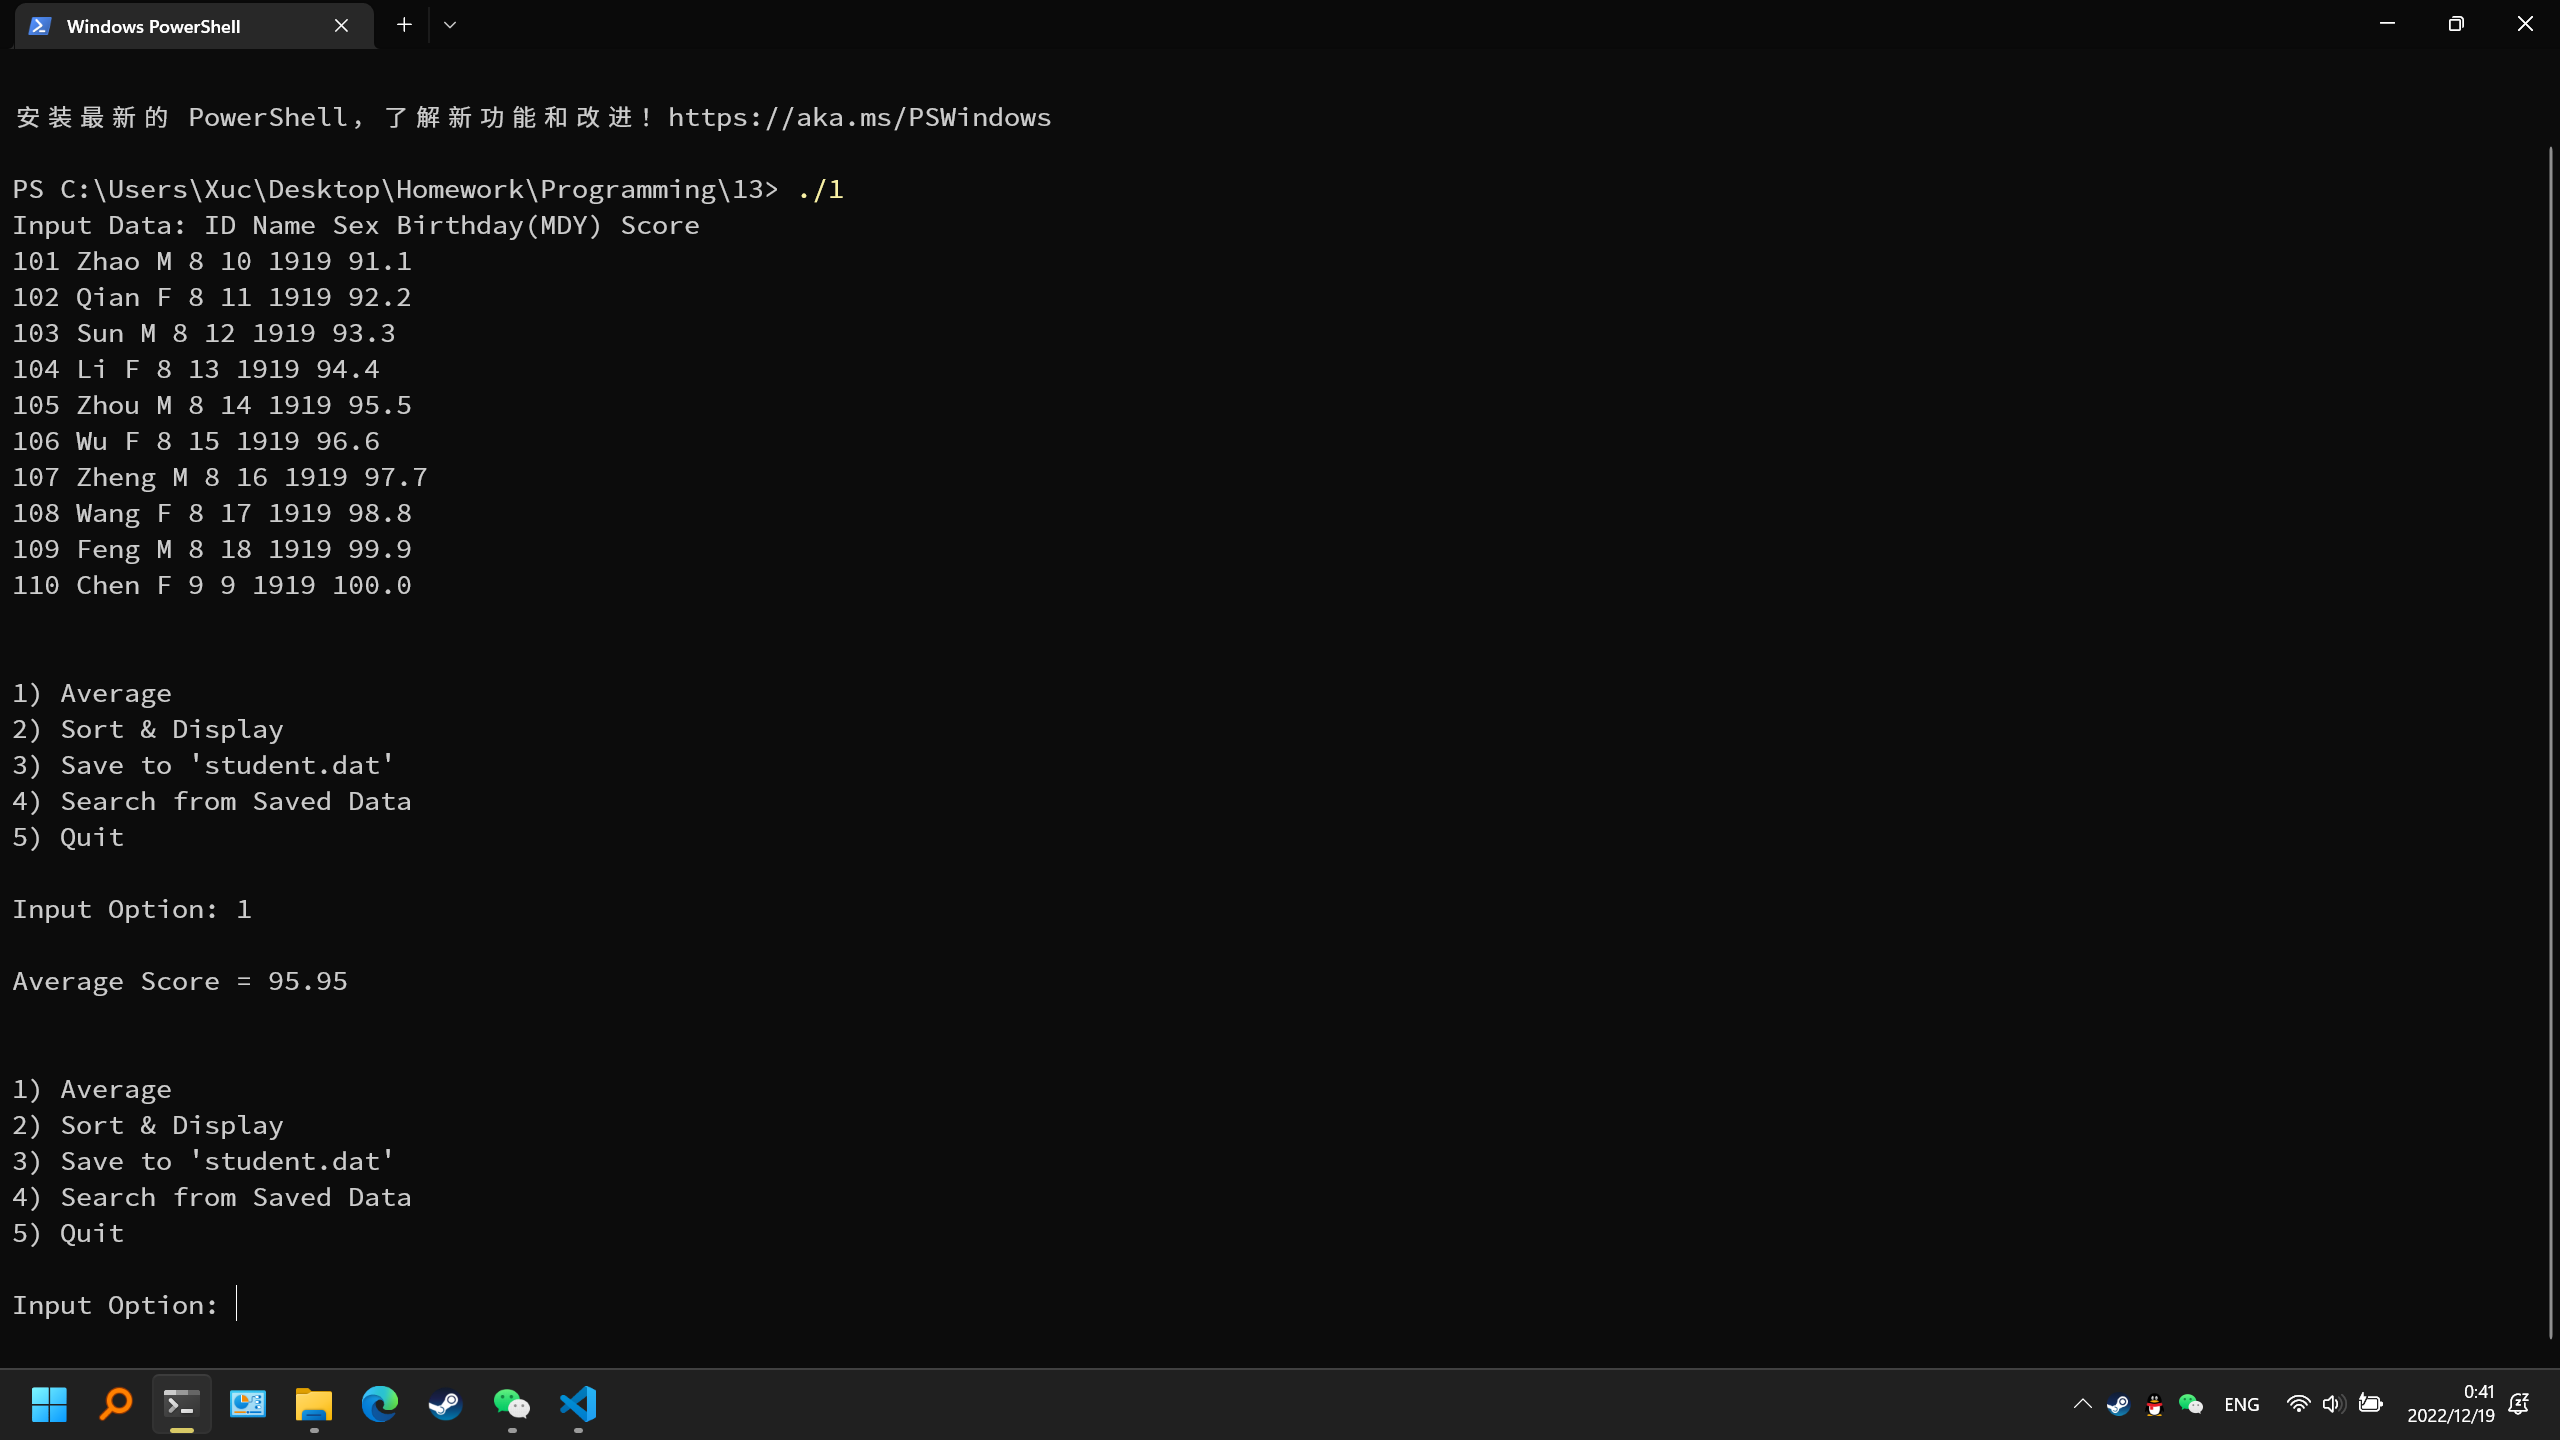 Windows PowerShell
安装最新的 PowerShell，了解新功能和改进！https://aka.ms/PSWindows
PS C:\Users\Xuc\Desktop\Homework\Programming\13> ./1
Input Data: ID Name Sex Birthday(MDY) Score
101 Zhao M 8 10 1919 91.1
102 Qian F 8 11 1919 92.2
103 Sun M 8 12 1919 93.3
104 Li F 8 13 1919 94.4
105 Zhou M 8 14 1919 95.5
106 Wu F 8 15 1919 96.6
107 Zheng M 8 16 1919 97.7
108 Wang F 8 17 1919 98.8
109 Feng M 8 18 1919 99.9
110 Chen F 9 9 1919 100.0
1) Average
2) Sort & Display
3) Save to 'student.dat'
4) Search from Saved Data
5) Quit
Input Option: 1
Average Score = 95.95
1) Average
2) Sort & Display
3) Save to 'student.dat'
4) Search from Saved Data
5) Quit
Input Option:
ENG
0:41
2022/12/19